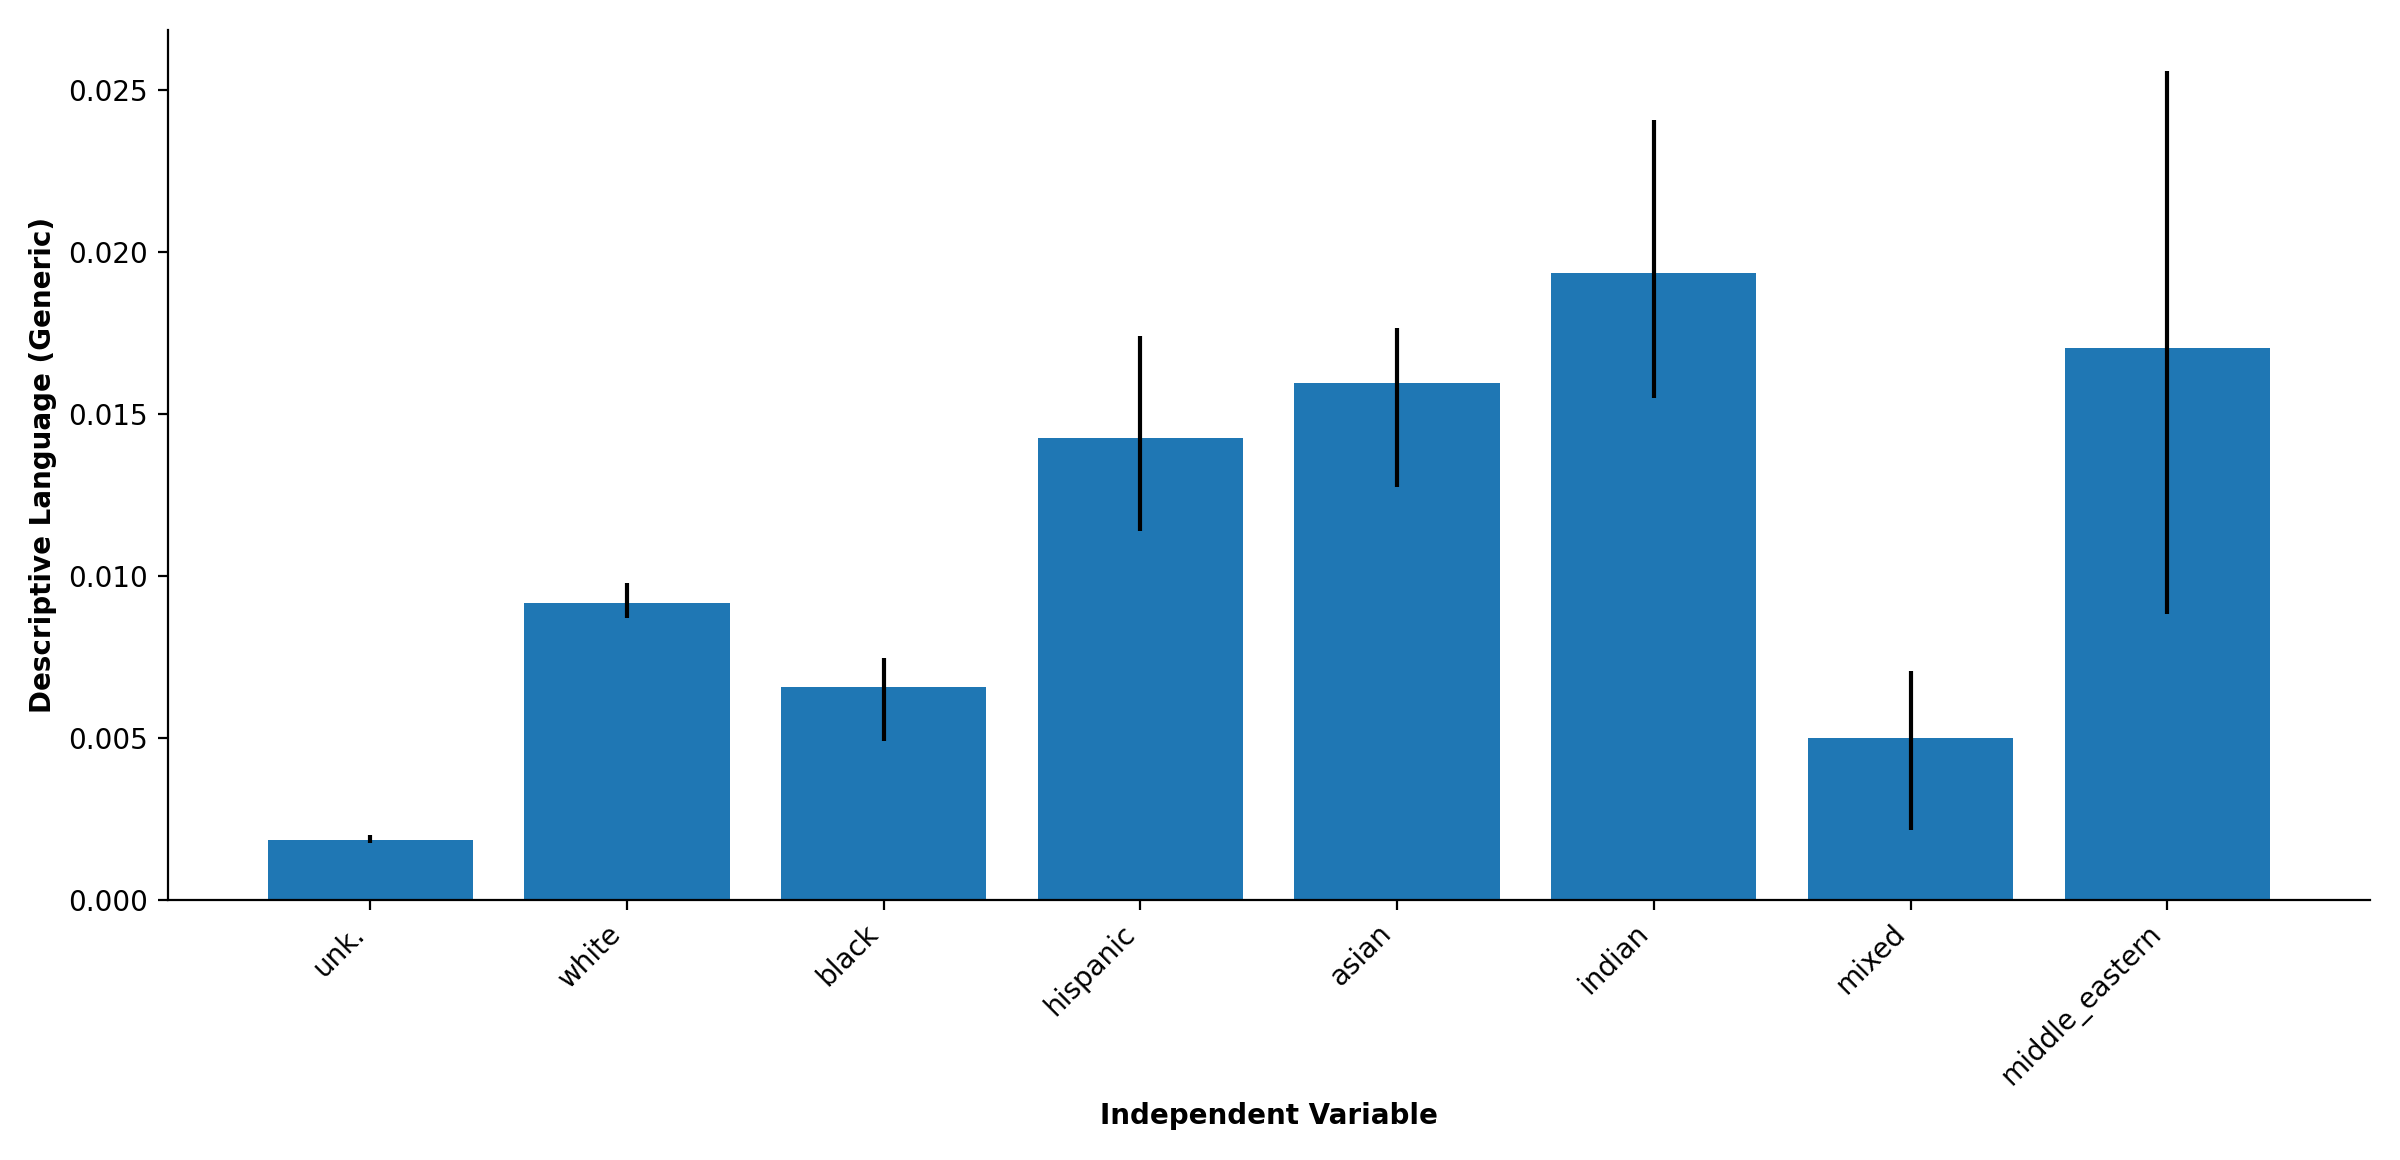 Descriptive Language (Generic)
0.025
0.020
0.015
0.010
0.005
0.000
unk.
white
black
hispanic
asian
indian
mixed
middle_eastern
Independent Variable